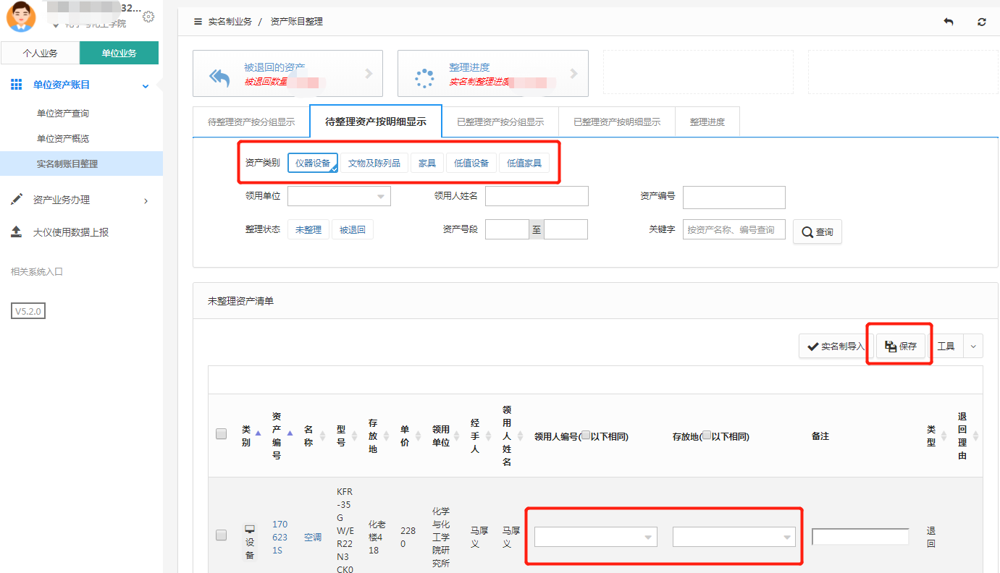 32...
化学与化工学院
个人业务
单位业务
单位资产账目
单位资产查询
单位资产概览
实名制账目整理
资产业务办理
大仪使用数据上报
相关系统入口
V5.2.0
实名制业务 / 资产账目整理
被退回的资产
被退回数量
整理进度
实名制整理进度
待整理资产按分组显示
待整理资产按明细显示
已整理资产按分组显示
已整理资产按明细显示
整理进度
资产类别 仪器设备 文物及陈列品 家具 低值设备 低值家具
领用单位 领用人姓名 资产编号
整理状态 未整理 被退回 资产号段 至 关键字 按资产名称、编号查询 查询
未整理资产清单
实名制导入 保存 工具
类别
资产编号
名称
型号
存放地
单价
领用单位
经手人
领用人姓名
领用人编号(以下相同)
存放地(以下相同)
备注
类型
退回理由
设备
170
623
1S
空调
KFR
-35
G
W/E
R22
N3
CK0
化老
楼4
18
228
0
化学
与化
工学
院研
究所
马厚
义
马厚
义
退
回